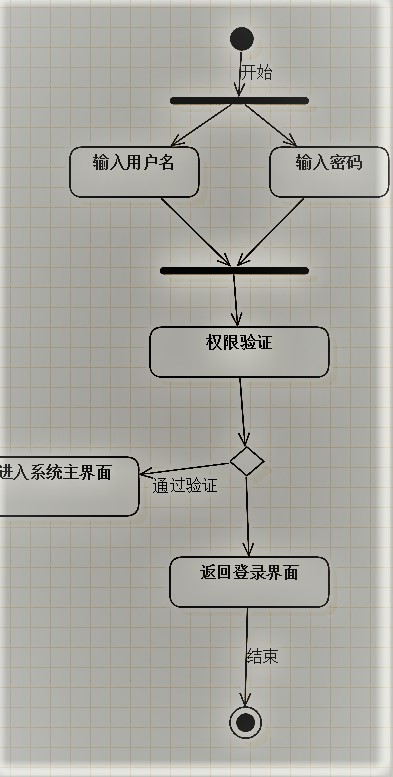 开始
输入用户名
输入密码
权限验证
进入系统主界面
通过验证
返回登录界面
结束